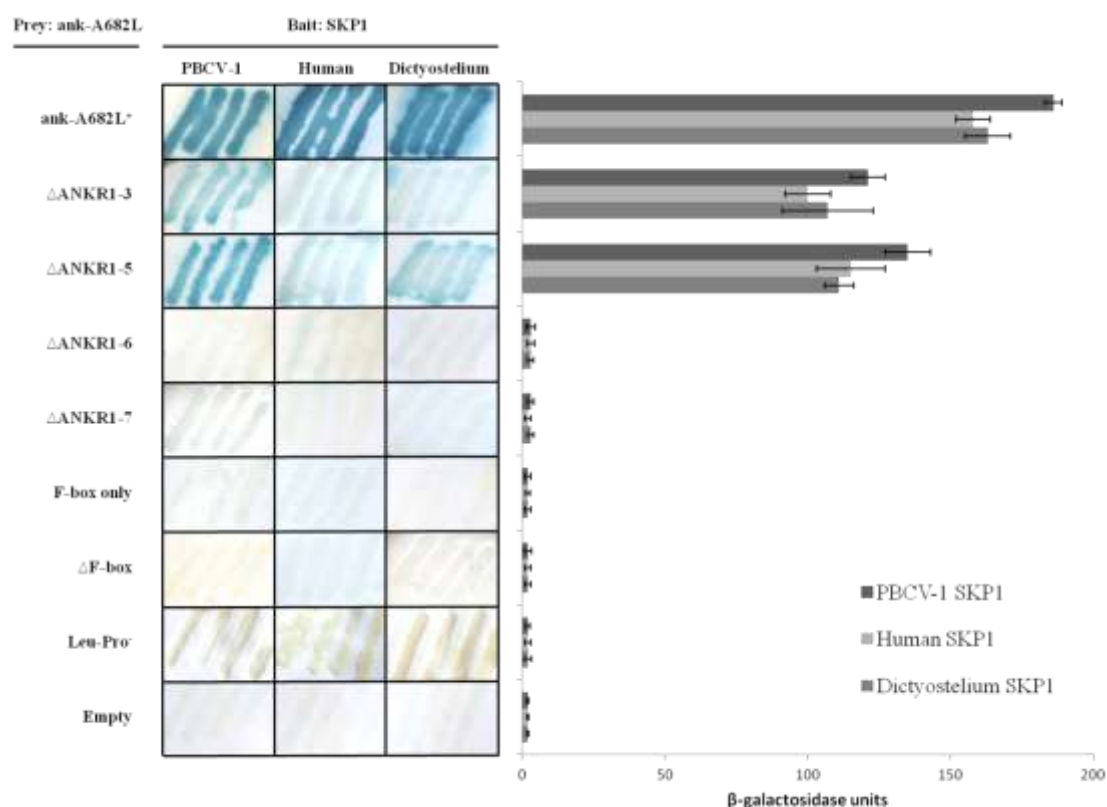 Prey: ank-A682L
Bait: SKP1
PBCV-1 Human Dictyostelium
ank-A682L+
△ANKR1-3
△ANKR1-5
△ANKR1-6
△ANKR1-7
F-box only
△F-box
Leu-Pro-
Empty
PBCV-1 SKP1
Human SKP1
Dictyostelium SKP1
0 50 100 150 200
β-galactosidase units